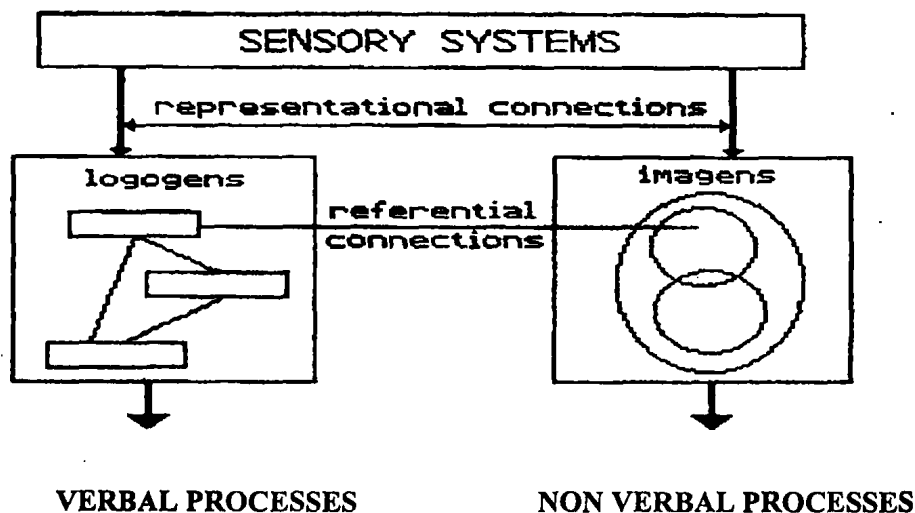 SENSORY SYSTEMS
representational connections
logogens
imagens
referential
connections
VERBAL PROCESSES
NON VERBAL PROCESSES